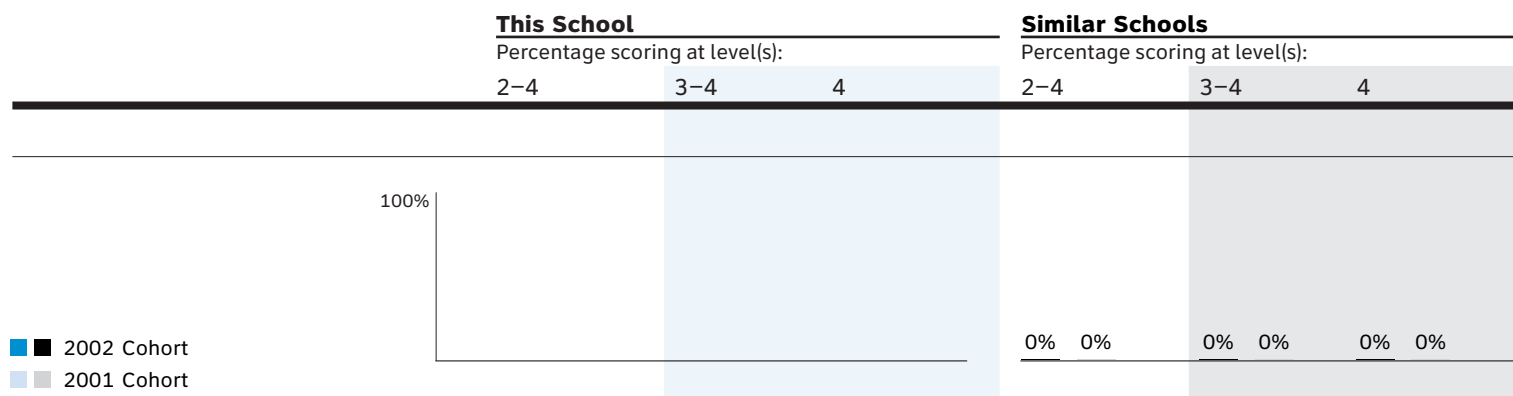 This School Similar Schools
Percentage scoring at level(s): Percentage scoring at level(s):
2–4 3–4 4 2–4 3–4 4
100%
0% 0% 0% 0% 0% 0%
2002 Cohort
2001 Cohort